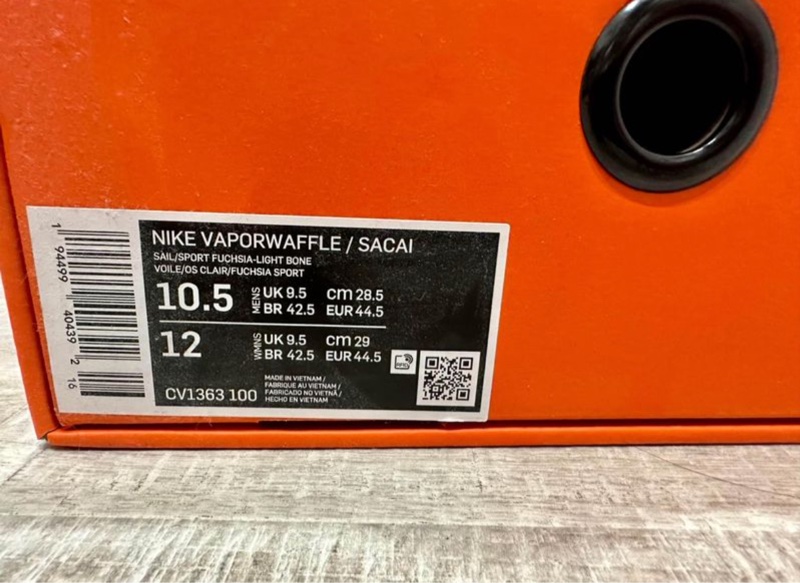 NIKE VAPORWAFFLE / SACAI
SAIL/SPORT FUCHSIA-LIGHT BONE
VOILE/OS CLAIR/FUCHSIA SPORT
10.5 MENS UK 9.5 cm 28.5
BR 42.5 EUR 44.5
12 WMNS UK 9.5 cm 29
BR 42.5 EUR 44.5
RFID
CV1363 100
MADE IN VIETNAM /
FABRIQUE AU VIETNAM /
FABRICADO NO VIETNÃ /
HECHO EN VIETNAM
1 94499 40439 2 16